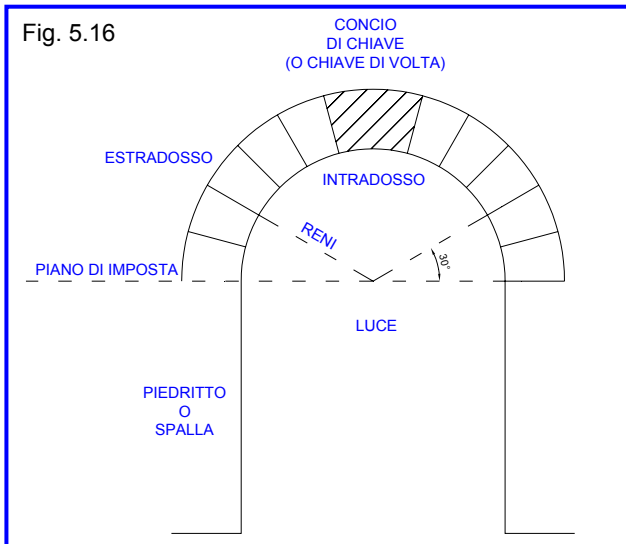 Fig. 5.16
CONCIO
DI CHIAVE
(O CHIAVE DI VOLTA)
ESTRADOSSO
INTRADOSSO
RENI
30°
PIANO DI IMPOSTA
LUCE
PIEDRITTO
O
SPALLA